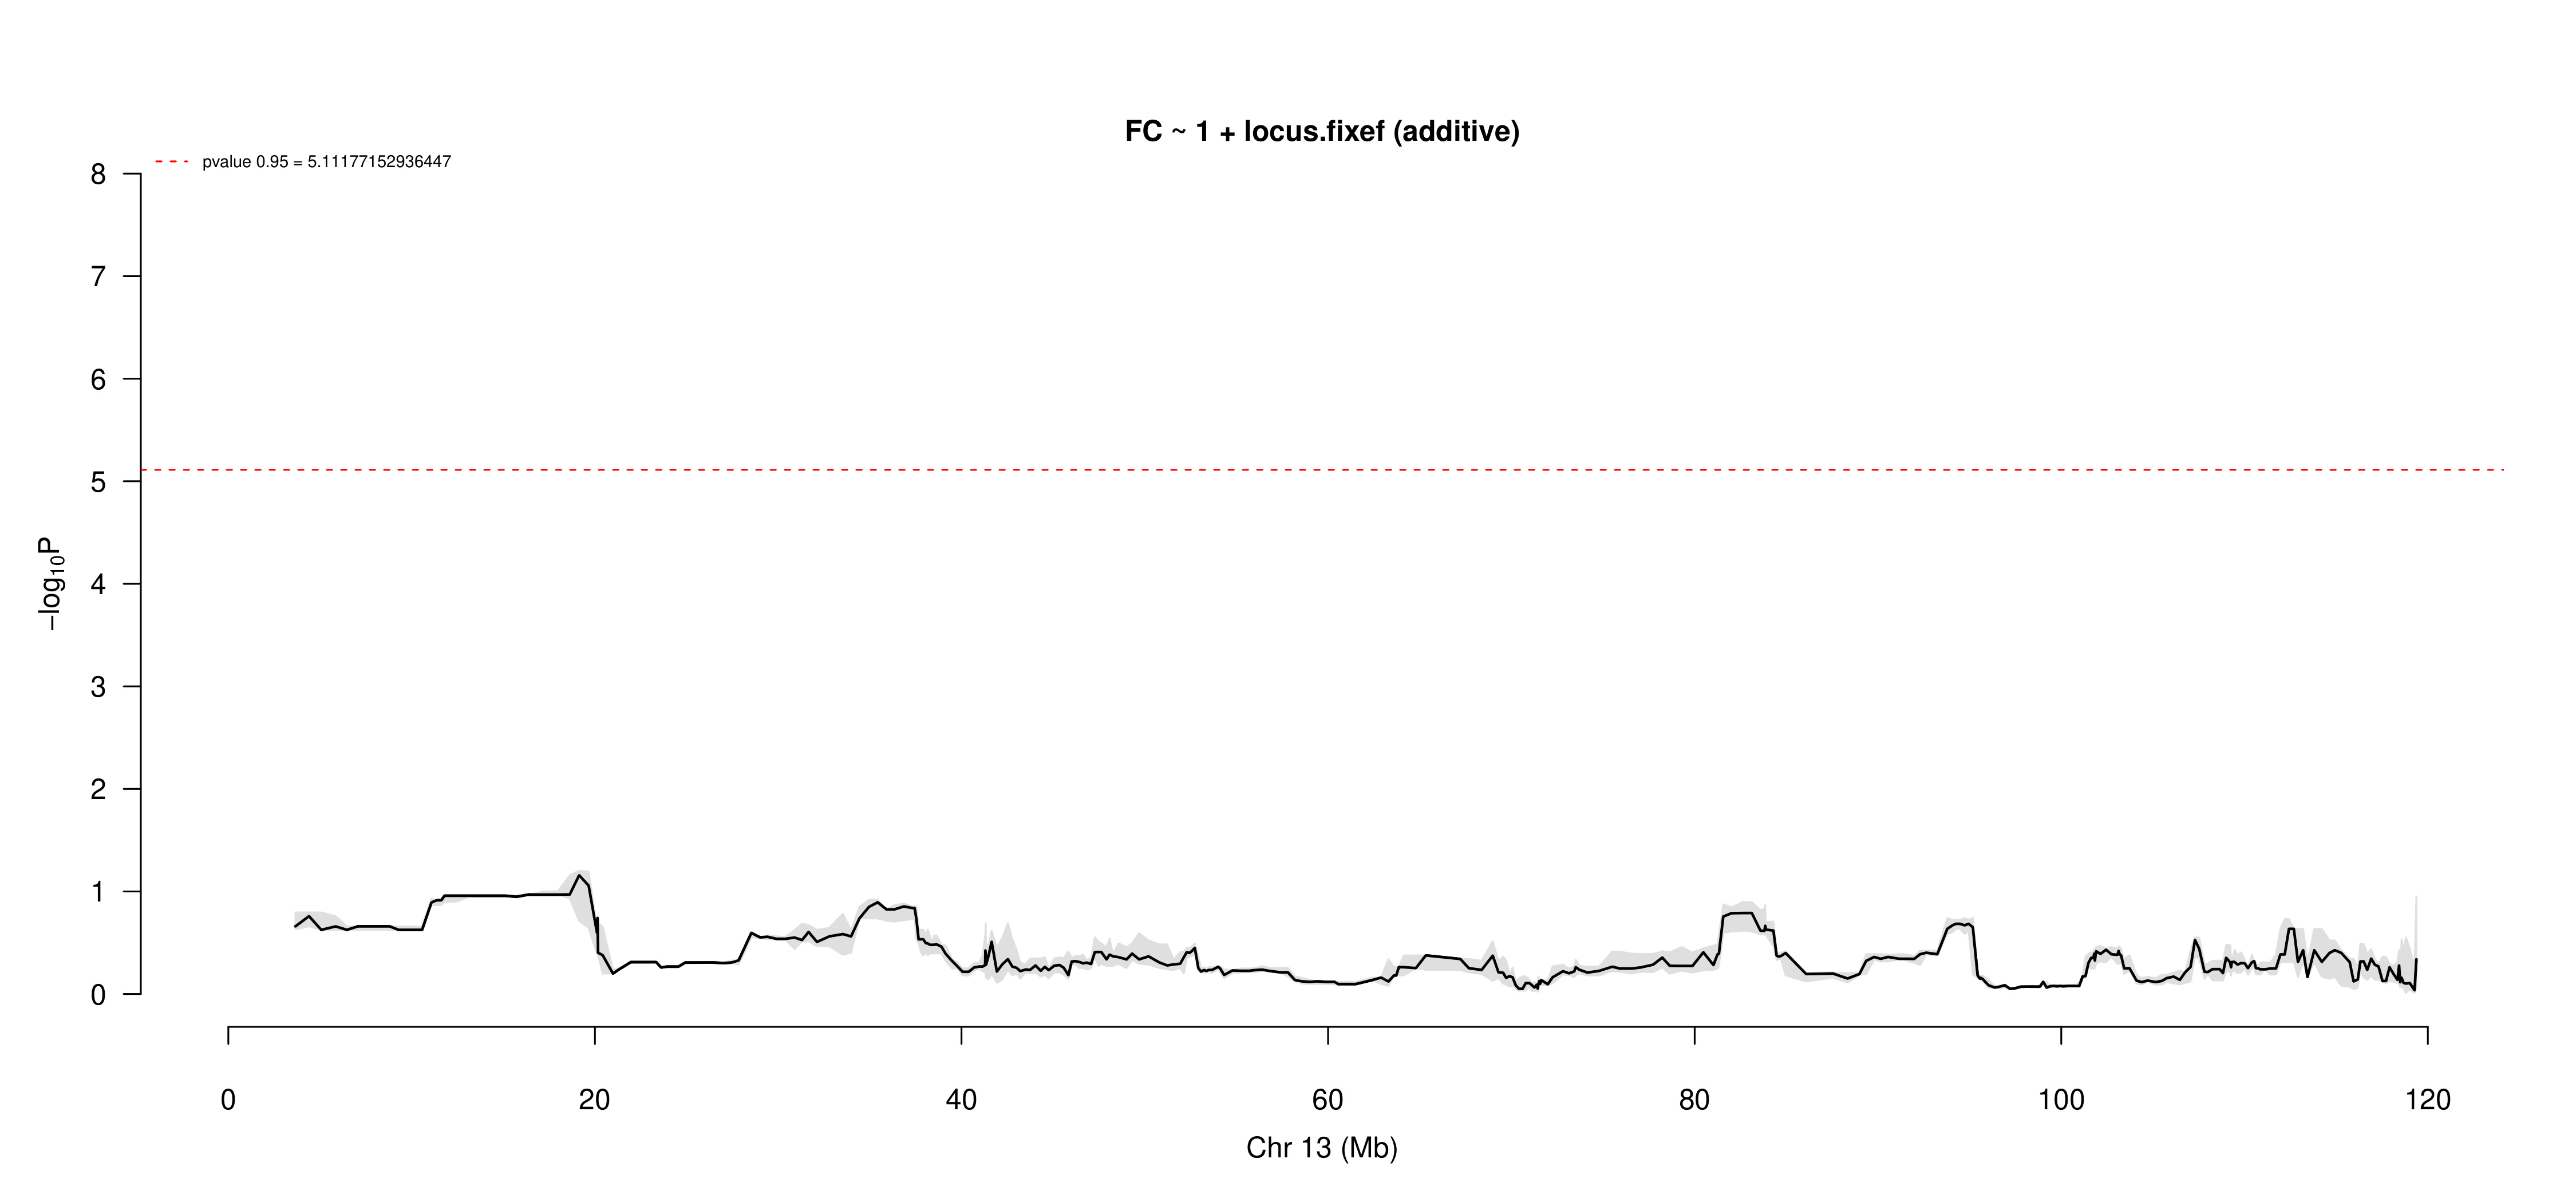 FC ~ 1 + locus.fixef (additive)
pvalue 0.95 = 5.11177152936447
8
7
6
5
4
3
2
1
0
−log10P
0 20 40 60 80 100 120
Chr 13 (Mb)